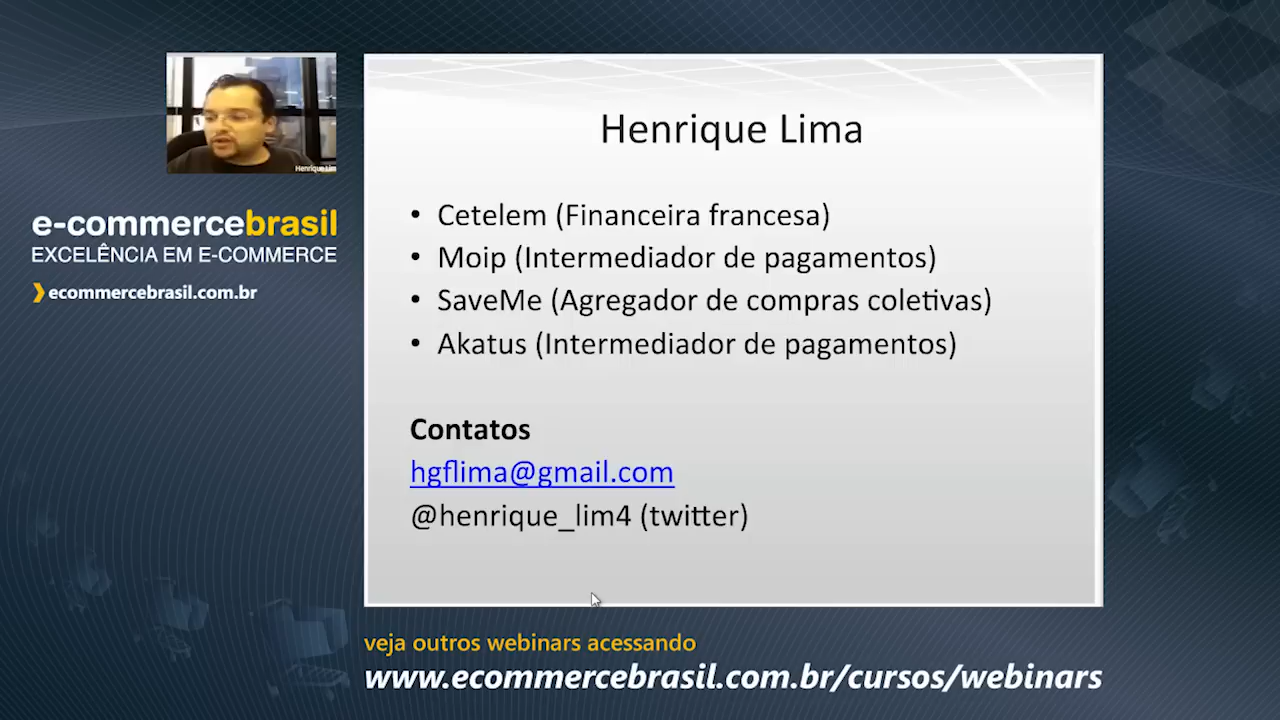 Henrique Lim
e-commercebrasil
EXCELÊNCIA EM E-COMMERCE
ecommercebrasil.com.br
Henrique Lima
• Cetelem (Financeira francesa)
• Moip (Intermediador de pagamentos)
• SaveMe (Agregador de compras coletivas)
• Akatus (Intermediador de pagamentos)
Contatos
hgflima@gmail.com
@henrique_lim4 (twitter)
veja outros webinars acessando
www.ecommercebrasil.com.br/cursos/webinars